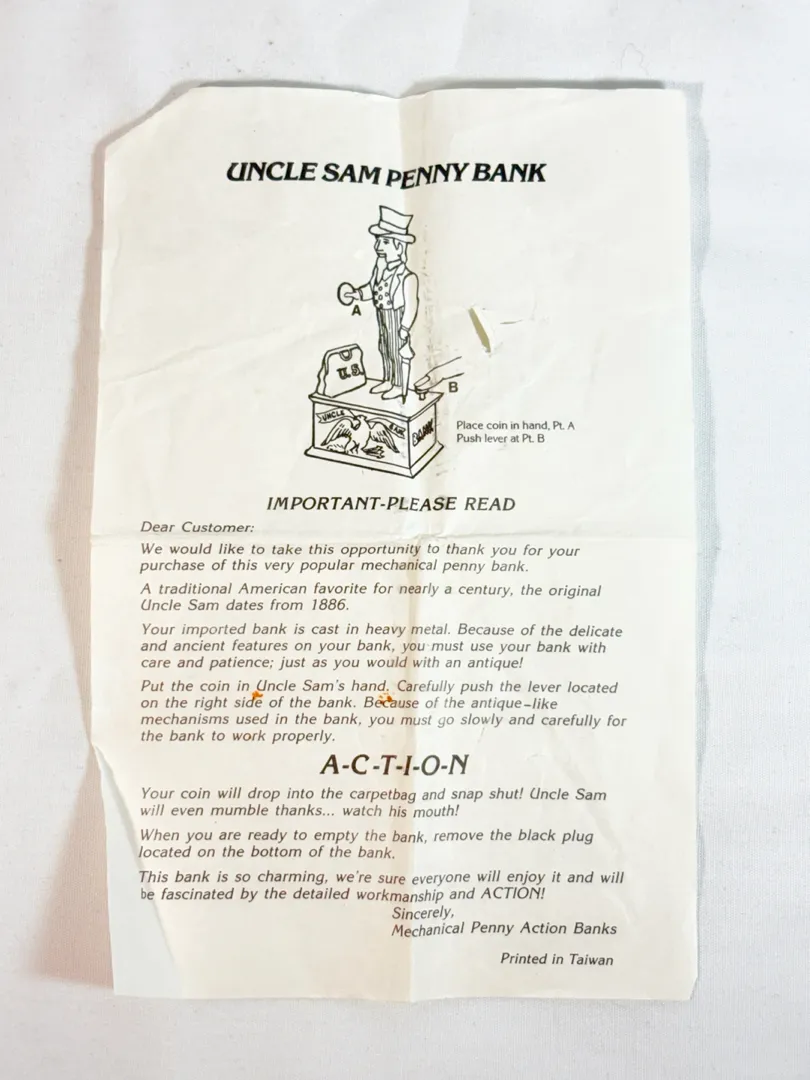 UNCLE SAM PENNY BANK
A
U.S.
B
UNCLE SAM
BANK
Place coin in hand, Pt. A
Push lever at Pt. B
IMPORTANT-PLEASE READ
Dear Customer:
We would like to take this opportunity to thank you for your
purchase of this very popular mechanical penny bank.
A traditional American favorite for nearly a century, the original
Uncle Sam dates from 1886.
Your imported bank is cast in heavy metal. Because of the delicate
and ancient features on your bank, you must use your bank with
care and patience; just as you would with an antique!
Put the coin in Uncle Sam's hand. Carefully push the lever located
on the right side of the bank. Because of the antique-like
mechanisms used in the bank, you must go slowly and carefully for
the bank to work properly.
A-C-T-I-O-N
Your coin will drop into the carpetbag and snap shut! Uncle Sam
will even mumble thanks... watch his mouth!
When you are ready to empty the bank, remove the black plug
located on the bottom of the bank.
This bank is so charming, we're sure everyone will enjoy it and will
be fascinated by the detailed workmanship and ACTION!
Sincerely,
Mechanical Penny Action Banks
Printed in Taiwan